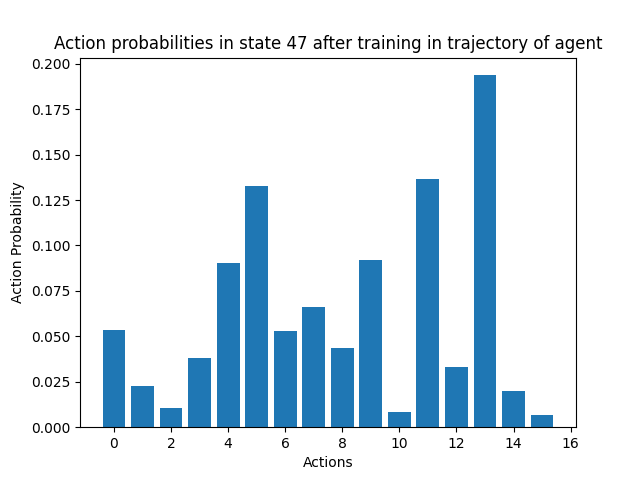 Action probabilities in state 47 after training in trajectory of agent
0.200
0.175
0.150
0.125
0.100
0.075
0.050
0.025
0.000
Action Probability
0 2 4 6 8 10 12 14 16
Actions